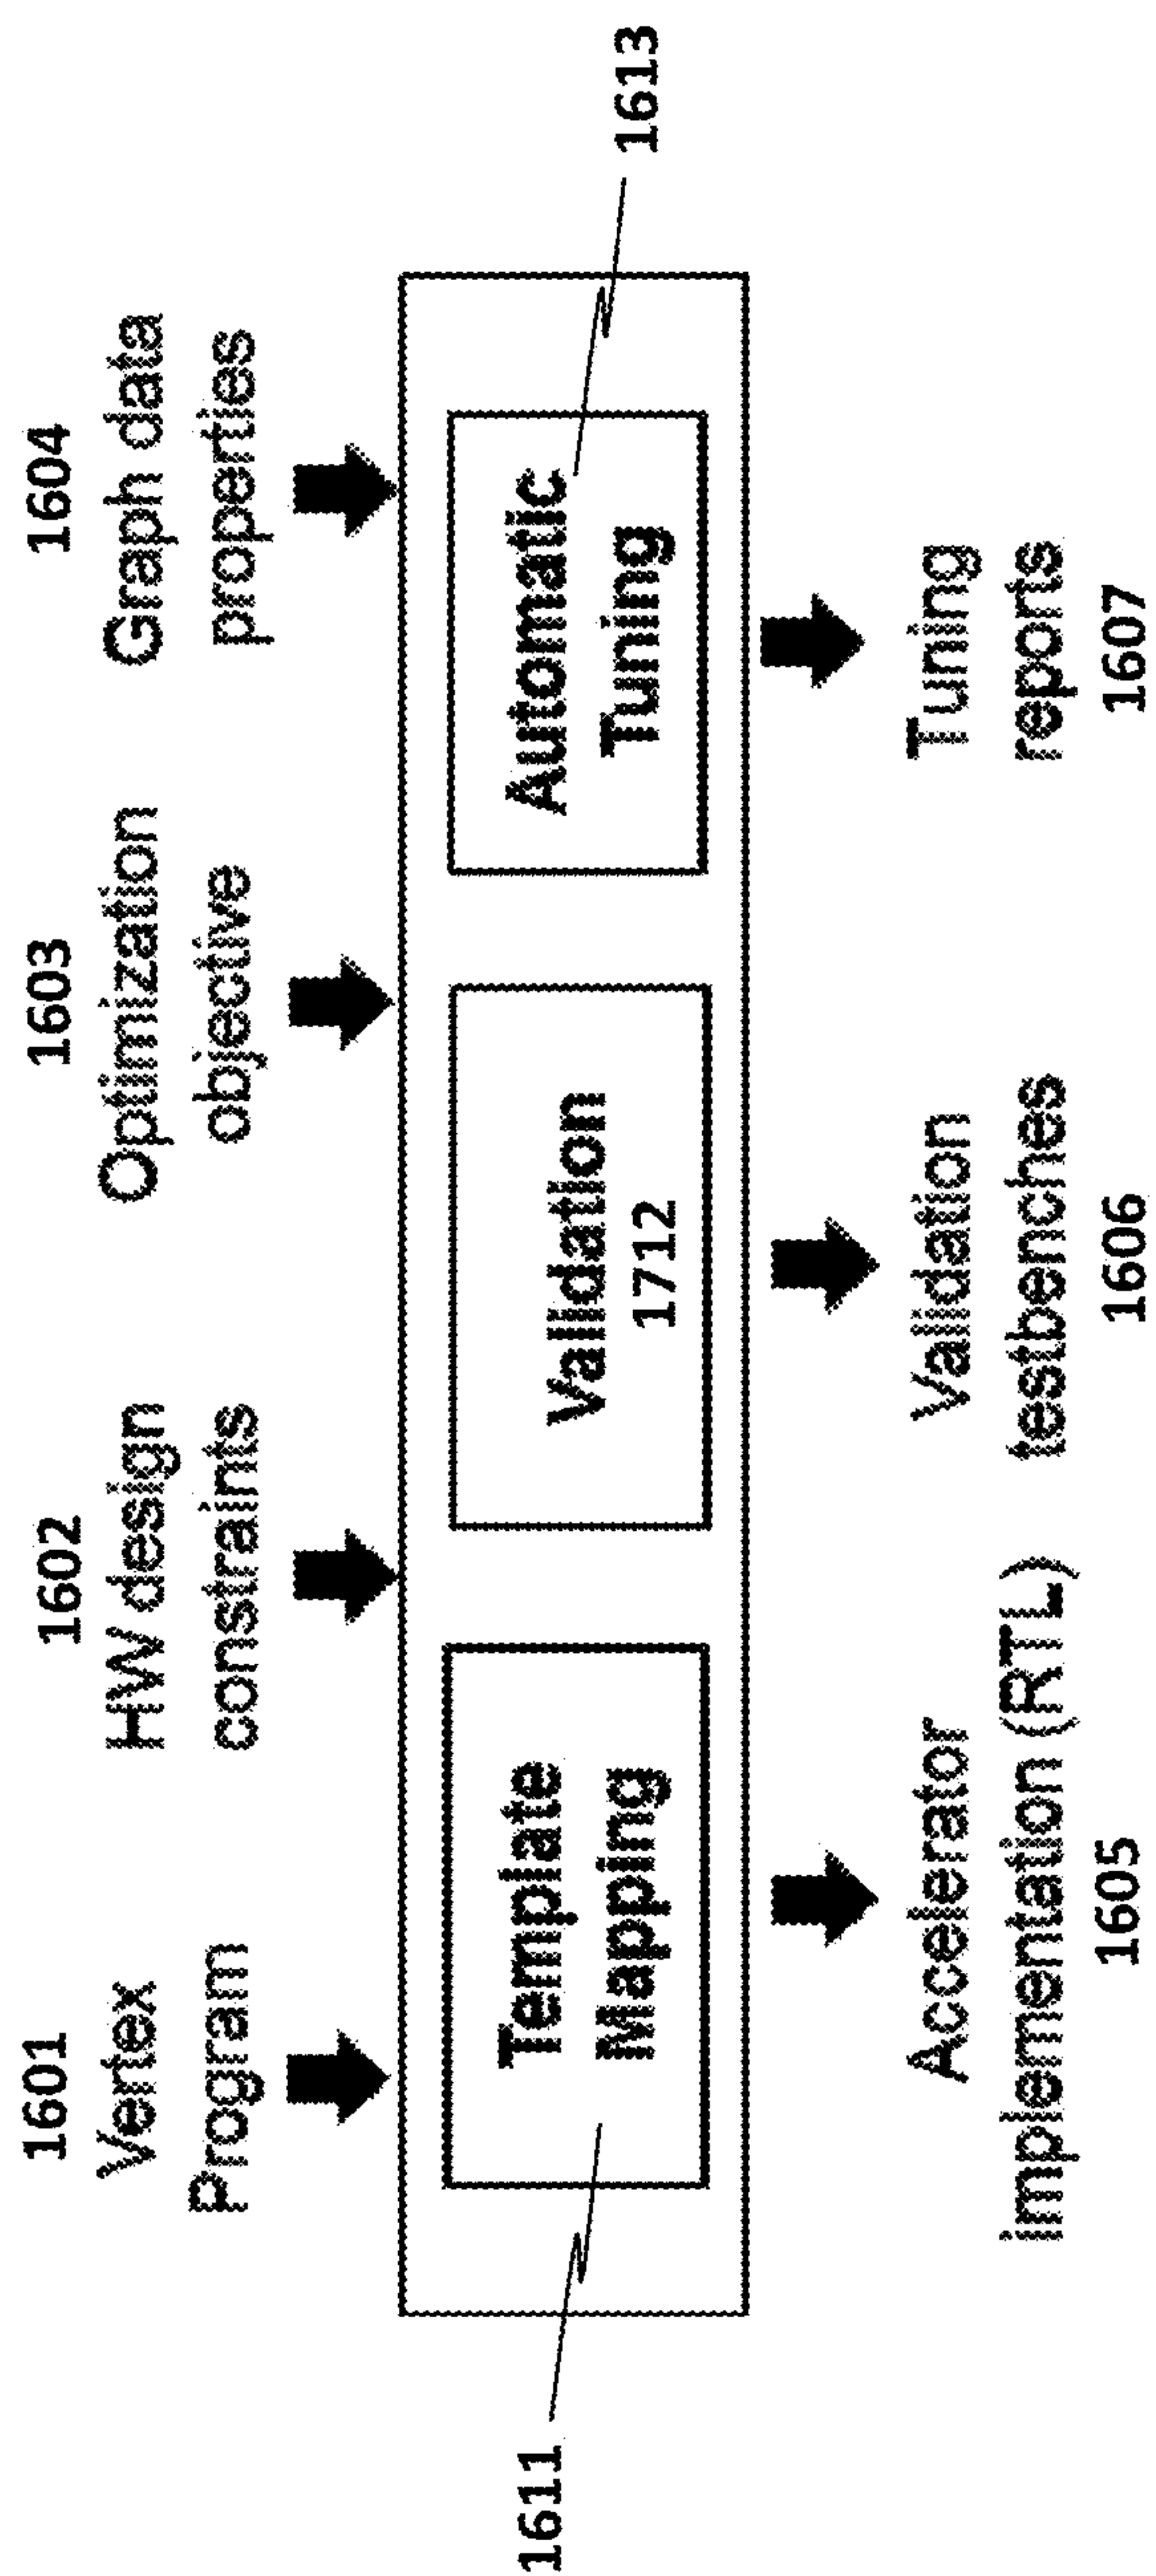 1601
Vertex
Program
1602
HW design
constraints
1603
Optimization
objective
1604
Graph data
properties
1611
Template
Mapping
Validation
1712
Automatic
Tuning
1613
Accelerator
implementation (RTL)
1605
Validation
testbenches
1606
Tuning
reports
1607